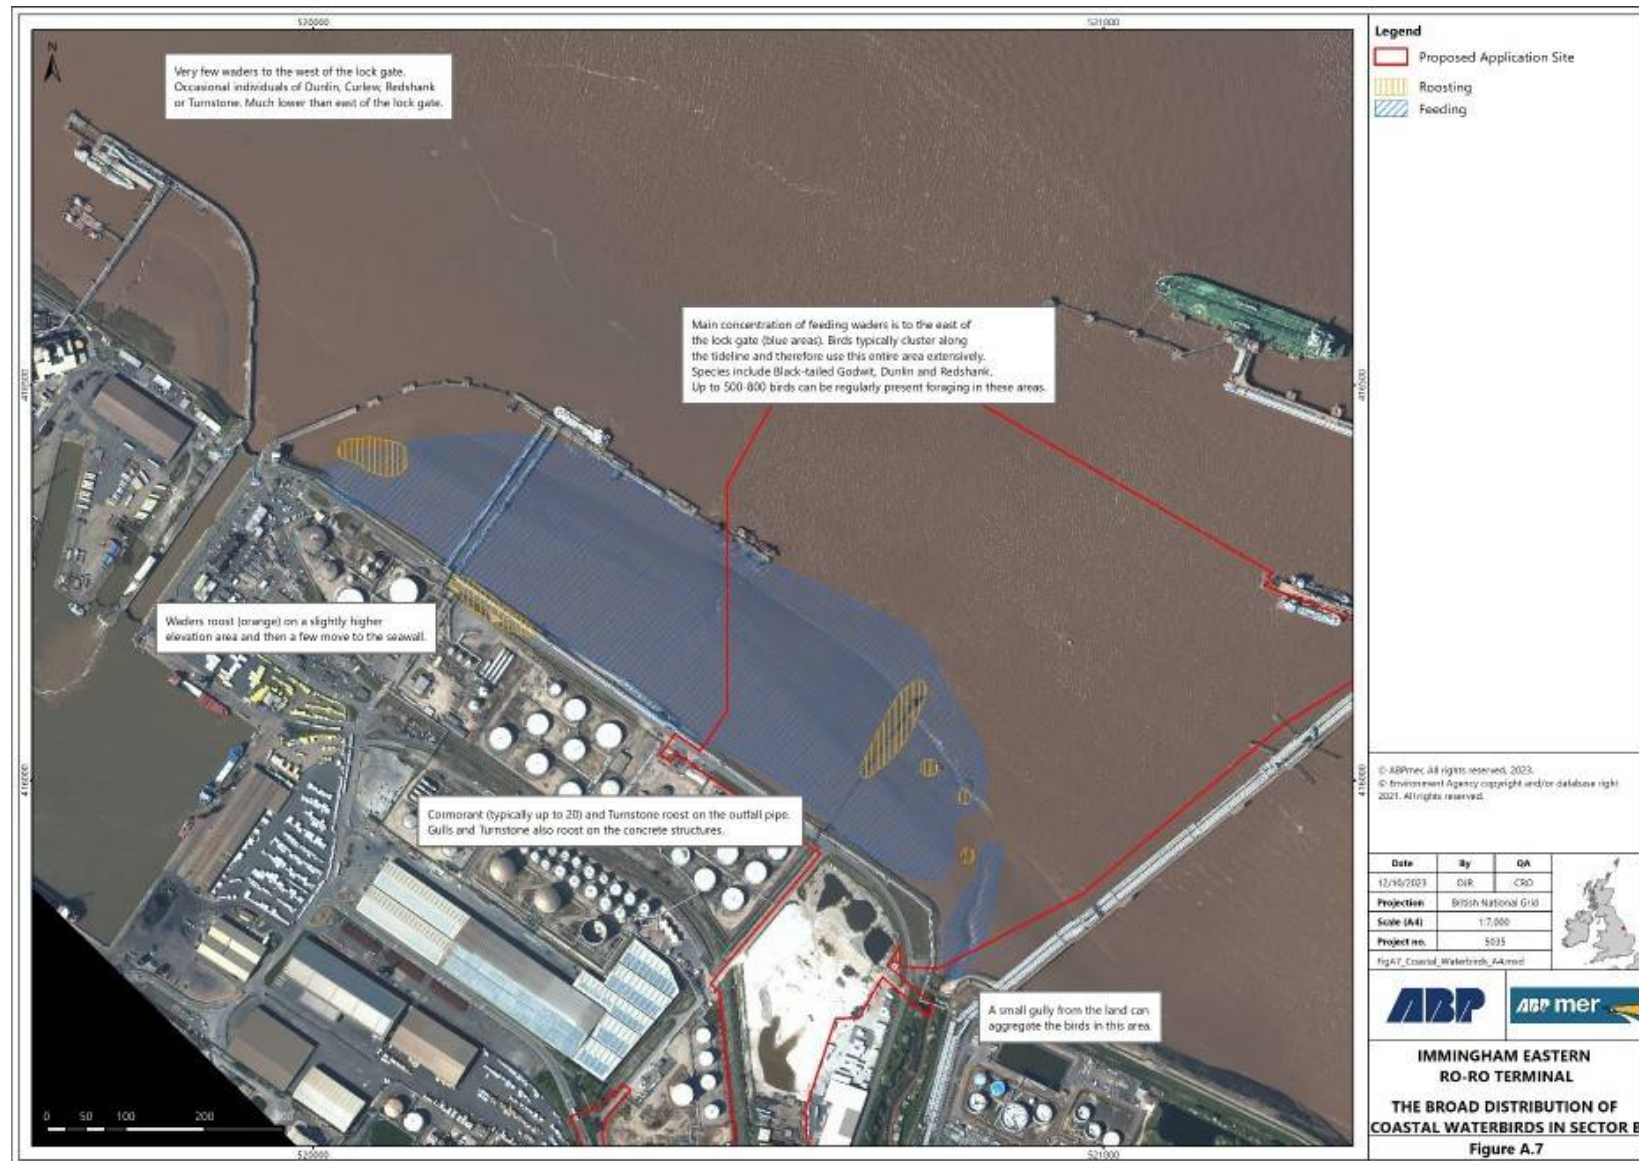 520000
521000
N
Very few waders to the west of the lock gate.
Occasional individuals of Dunlin, Curlew, Redshank
or Turnstone. Much lower than east of the lock gate.
Main concentration of feeding waders is to the east of
the lock gate (blue areas). Birds typically cluster along
the tideline and therefore use this entire area extensively.
Species include Black-tailed Godwit, Dunlin and Redshank.
Up to 500-800 birds can be regularly present foraging in these areas.
416500
416500
Waders roost (orange) on a slightly higher
elevation area and then a few move to the seawall.
416000
416000
Cormorant (typically up to 20) and Turnstone roost on the outfall pipe.
Gulls and Turnstone also roost on the concrete structures.
A small gully from the land can
aggregate the birds in this area.
0 50 100 200
520000
521000
Legend
Proposed Application Site
Roosting
Feeding
© ABPmer, All rights reserved, 2023.
© Environment Agency copyright and/or database right
2021. All rights reserved.
Date By QA
12/10/2023 DJR CRO
Projection British National Grid
Scale (A4) 1:7,000
Project no. 5035
FigA7_Coastal_Waterbirds_A4.mxd
ABP
ABP mer
IMMINGHAM EASTERN
RO-RO TERMINAL
THE BROAD DISTRIBUTION OF
COASTAL WATERBIRDS IN SECTOR B
Figure A.7